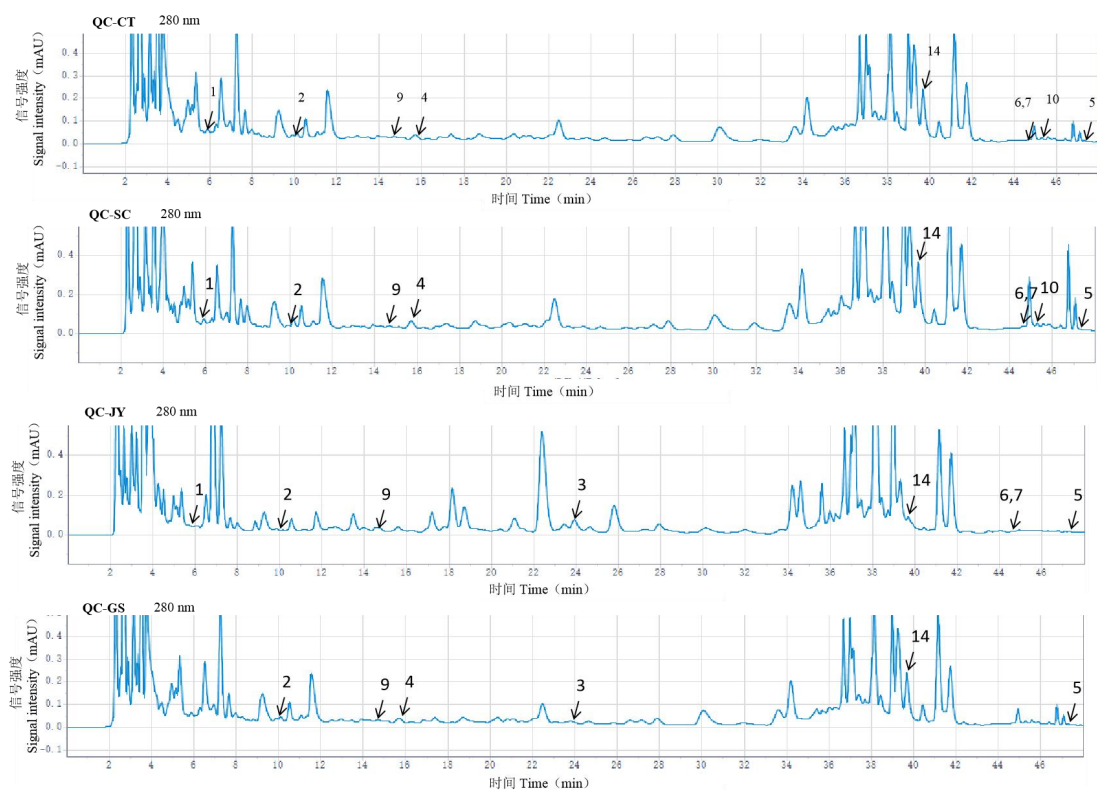 QC-CT 280 nm
信号强度
Signal intensity（mAU）
0.4
0.3
0.2
0.1
0.0
-0.1
1
2
9
4
14
6,7
10
5
2 4 6 8 10 12 14 16 18 20 22 24 26 28 30 32 34 36 38 40 42 44 46
时间 Time（min）
QC-SC 280 nm
信号强度
Signal intensity（mAU）
0.4
0.2
0.0
1
2
9
4
14
6,7
10
5
2 4 6 8 10 12 14 16 18 20 22 24 26 28 30 32 34 36 38 40 42 44 46
时间 Time（min）
QC-JY 280 nm
信号强度
Signal intensity（mAU）
0.4
0.2
0.0
1
2
9
3
14
6,7
5
2 4 6 8 10 12 14 16 18 20 22 24 26 28 30 32 34 36 38 40 42 44 46
时间 Time（min）
QC-GS 280 nm
信号强度
Signal intensity（mAU）
0.4
0.3
0.2
0.1
0.0
-0.1
2
9
4
3
14
5
2 4 6 8 10 12 14 16 18 20 22 24 26 28 30 32 34 36 38 40 42 44 46
时间 Time（min）